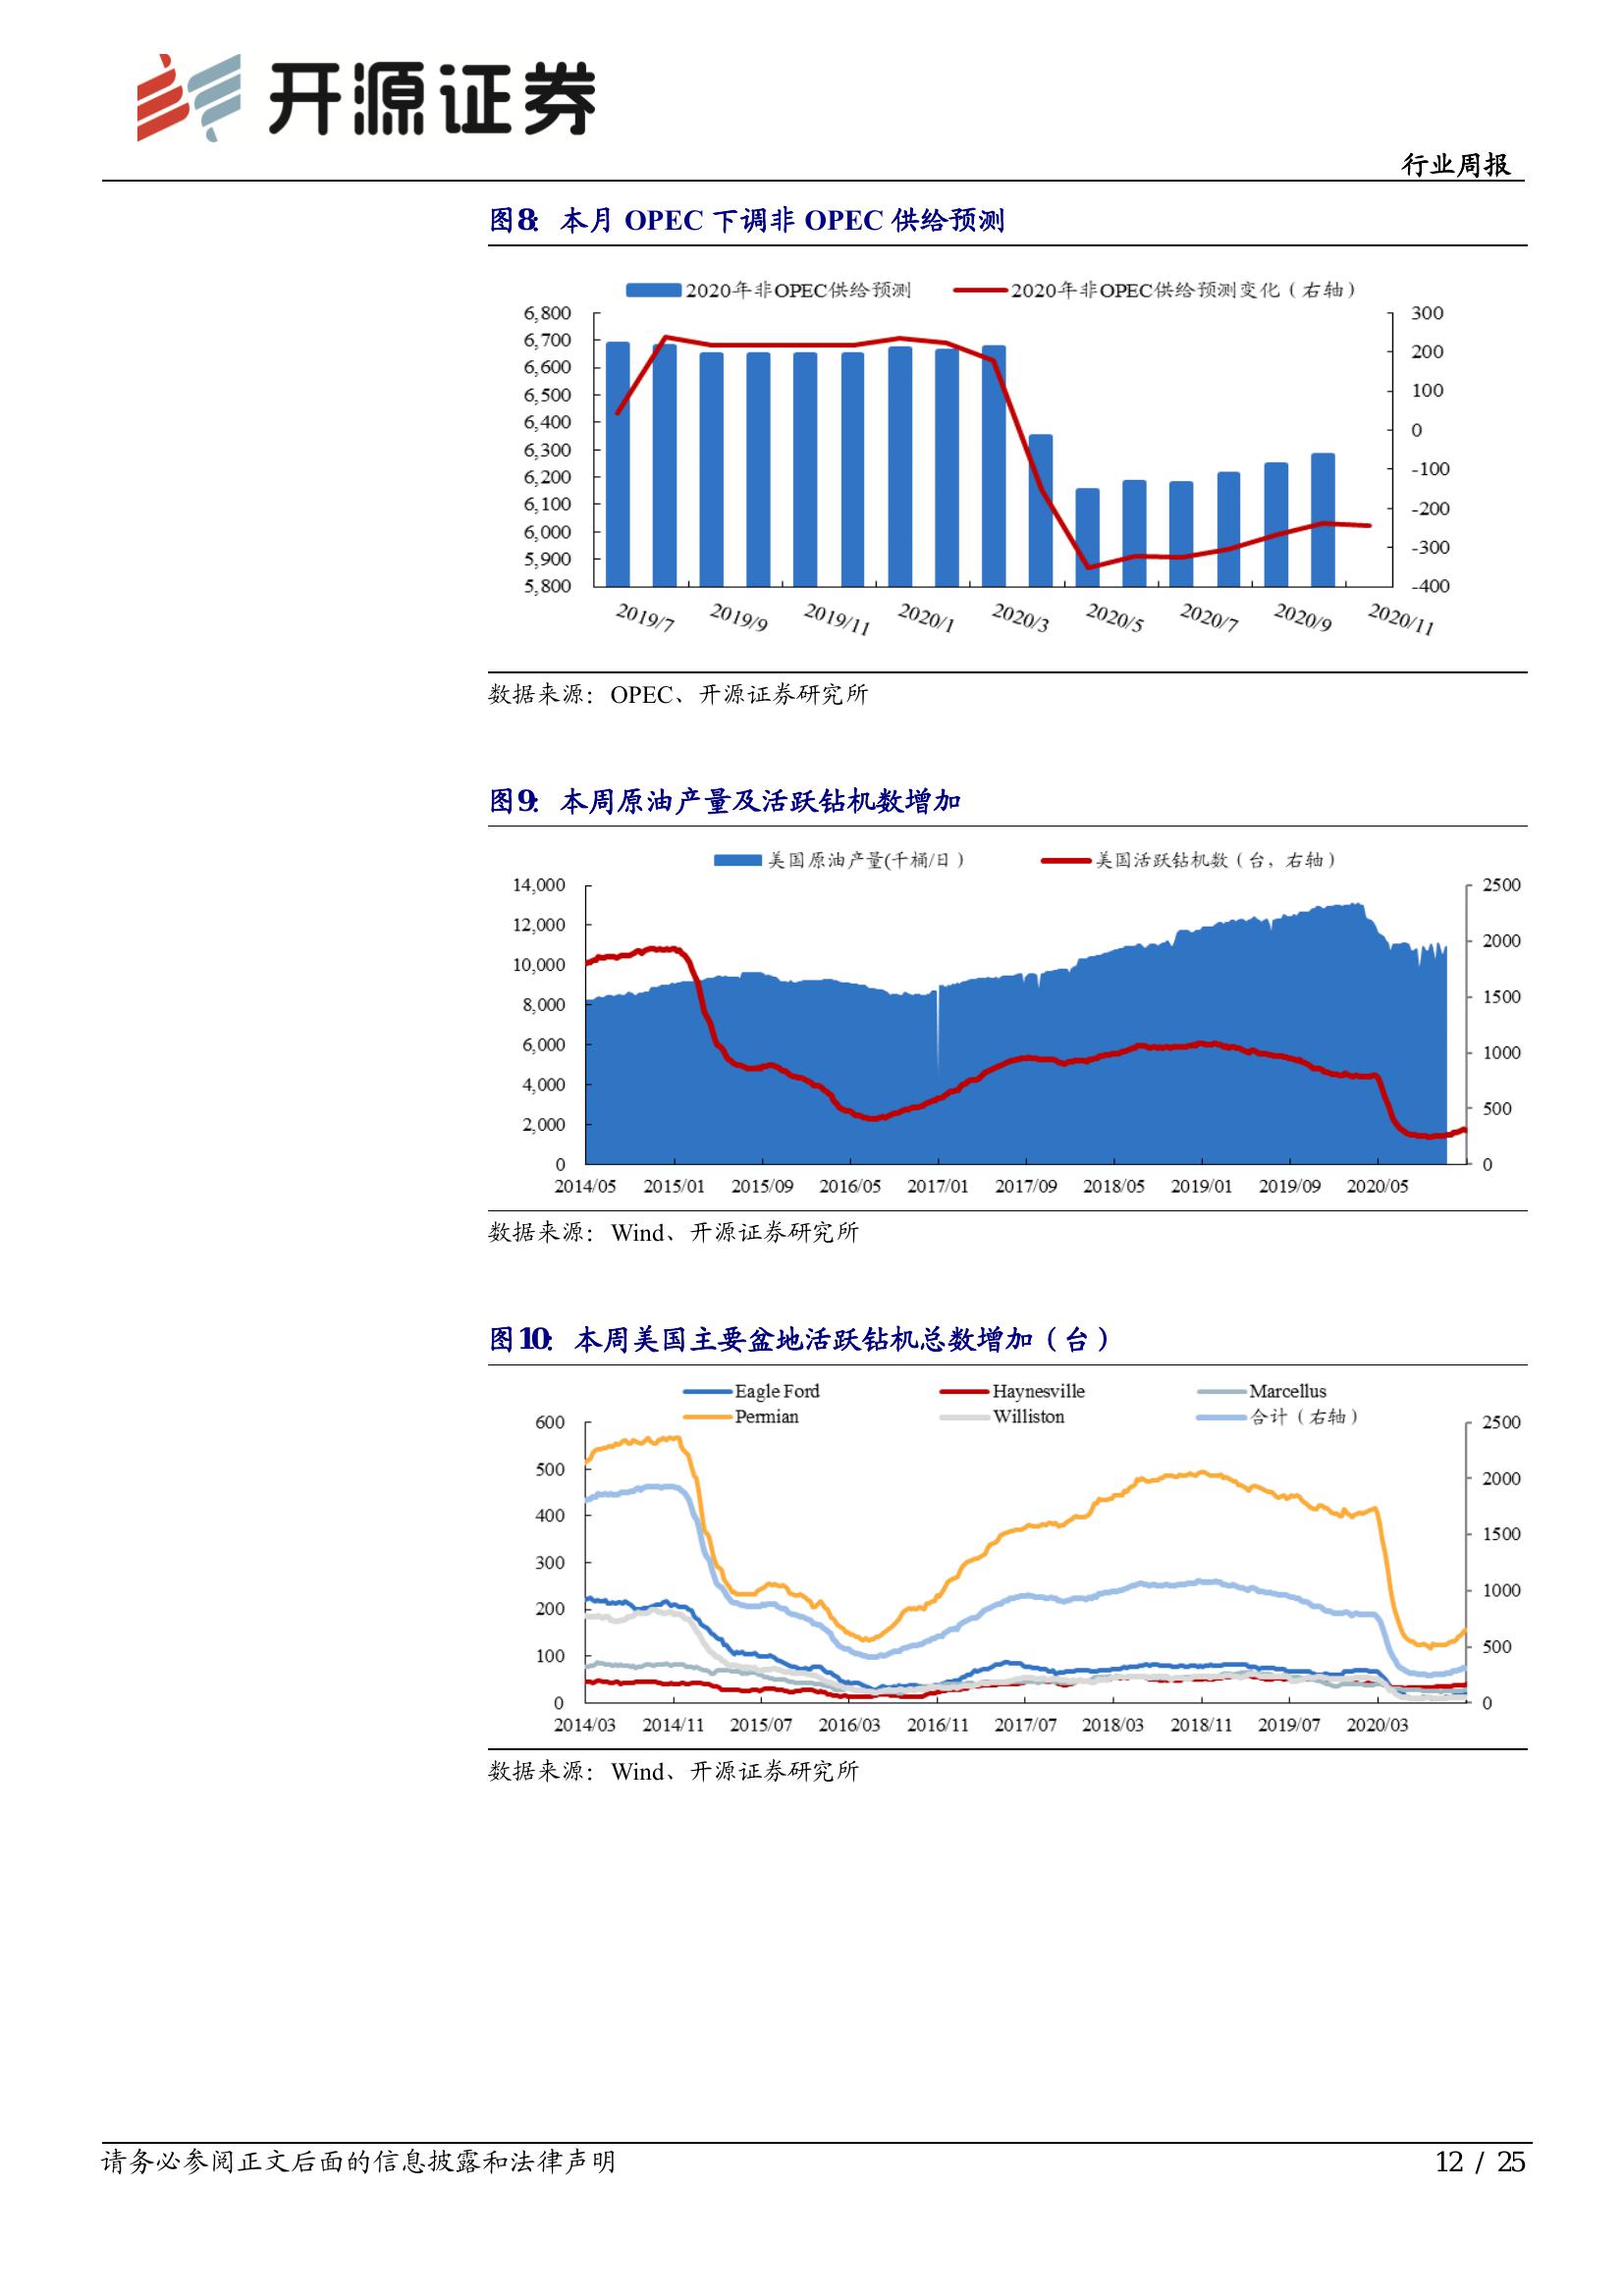 开源证券
行业周报
图8： 本月 OPEC 下调非 OPEC 供给预测
2020年非OPEC供给预测 2020年非OPEC供给预测变化（右轴）
6,800 300
6,700
6,600 200
6,500 100
6,400 0
6,300
6,200 -100
6,100 -200
6,000
5,900 -300
5,800 -400
2019/7 2019/9 2019/11 2020/1 2020/3 2020/5 2020/7 2020/9 2020/11
数据来源：OPEC、开源证券研究所
图9： 本周原油产量及活跃钻机数增加
美国原油产量(千桶/日） 美国活跃钻机数（台，右轴）
14,000 2500
12,000
10,000 2000
8,000 1500
6,000 1000
4,000
2,000 500
0 0
2014/05 2015/01 2015/09 2016/05 2017/01 2017/09 2018/05 2019/01 2019/09 2020/05
数据来源：Wind、开源证券研究所
图10： 本周美国主要盆地活跃钻机总数增加（台）
Eagle Ford Haynesville Marcellus
Permian Williston 合计（右轴）
600 2500
500 2000
400 1500
300
200 1000
100 500
0 0
2014/03 2014/11 2015/07 2016/03 2016/11 2017/07 2018/03 2018/11 2019/07 2020/03
数据来源：Wind、开源证券研究所
请务必参阅正文后面的信息披露和法律声明 12 / 25